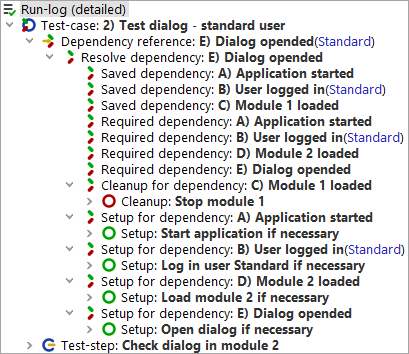 Run-log (detailed)
Test-case: 2) Test dialog - standard user
Dependency reference: E) Dialog opended(Standard)
Resolve dependency: E) Dialog opended
Saved dependency: A) Application started
Saved dependency: B) User logged in(Standard)
Saved dependency: C) Module 1 loaded
Required dependency: A) Application started
Required dependency: B) User logged in(Standard)
Required dependency: D) Module 2 loaded
Required dependency: E) Dialog opended
Cleanup for dependency: C) Module 1 loaded
Cleanup: Stop module 1
Setup for dependency: A) Application started
Setup: Start application if necessary
Setup for dependency: B) User logged in(Standard)
Setup: Log in user Standard if necessary
Setup for dependency: D) Module 2 loaded
Setup: Load module 2 if necessary
Setup for dependency: E) Dialog opended
Setup: Open dialog if necessary
Test-step: Check dialog in module 2